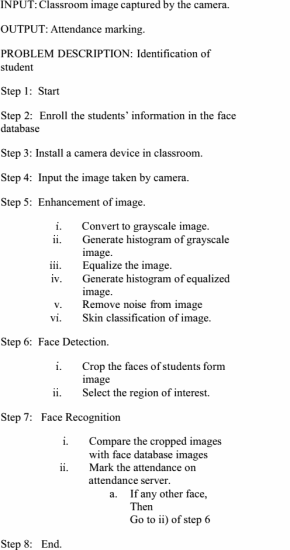 INPUT: Classroom image captured by the camera.
OUTPUT: Attendance marking.
PROBLEM DESCRIPTION: Identification of
student
Step 1: Start
Step 2: Enroll the students' information in the face
database
Step 3: Install a camera device in classroom.
Step 4: Input the image taken by camera.
Step 5: Enhancement of image.
i. Convert to grayscale image.
ii. Generate histogram of grayscale
image.
iii. Equalize the image.
iv. Generate histogram of equalized
image.
v. Remove noise from image
vi. Skin classification of image.
Step 6: Face Detection.
i. Crop the faces of students form
image
ii. Select the region of interest.
Step 7: Face Recognition
i. Compare the cropped images
with face database images
ii. Mark the attendance on
attendance server.
a. If any other face,
Then
Go to ii) of step 6
Step 8: End.